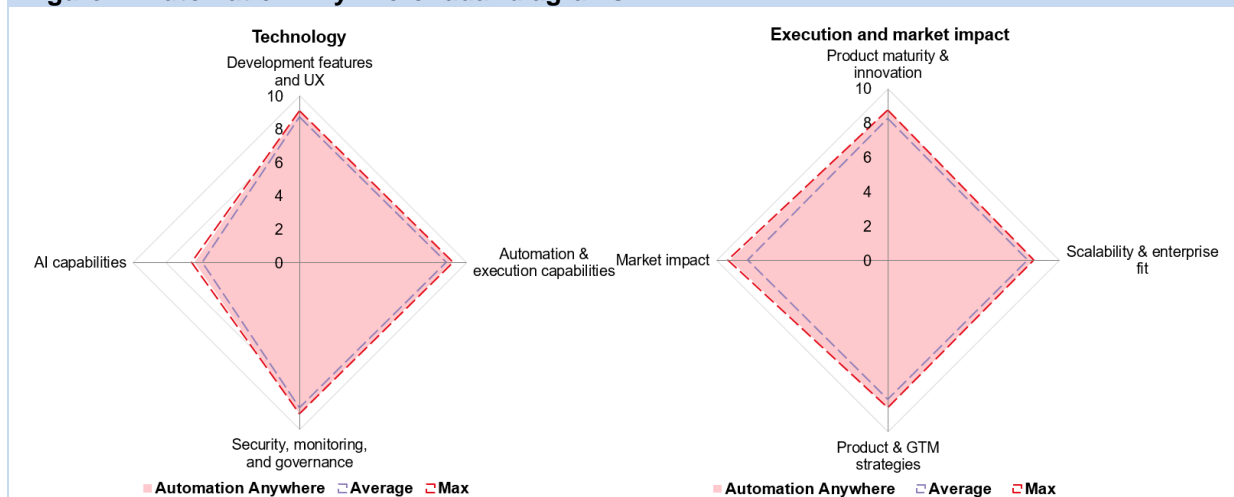 Technology
Development features
and UX
10
8
6
4
2
0
AI capabilities
Automation &
execution capabilities
Security, monitoring,
and governance
Automation Anywhere Average Max
Execution and market impact
Product maturity &
innovation
10
8
6
4
2
0
Market impact
Scalability & enterprise
fit
Product & GTM
strategies
Automation Anywhere Average Max